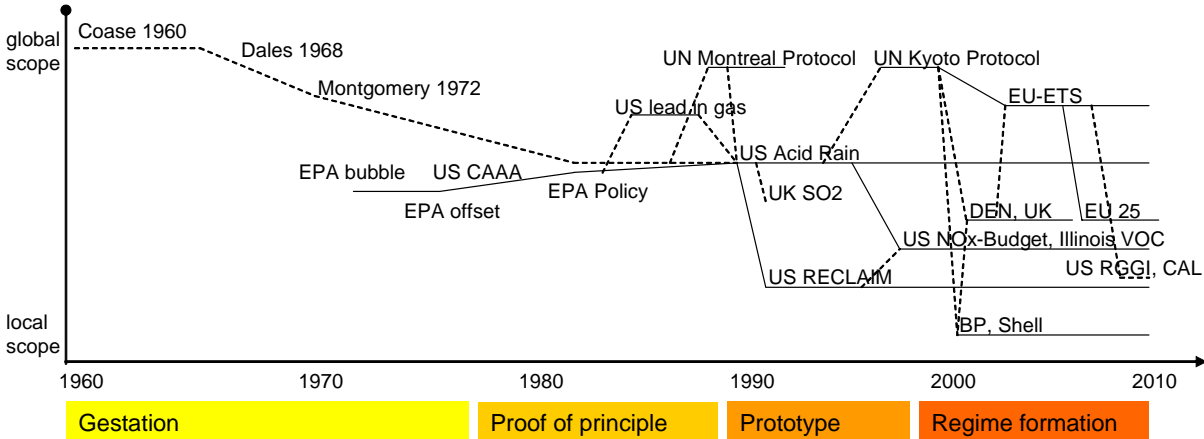 global
scope
Coase 1960
Dales 1968
Montgomery 1972
UN Montreal Protocol
UN Kyoto Protocol
US lead in gas
EU-ETS
EPA bubble
US CAAA
EPA offset
EPA Policy
US Acid Rain
UK SO2
DEN, UK
EU 25
US NOx-Budget, Illinois VOC
US RGGI, CAL
US RECLAIM
BP, Shell
local
scope
1960
1970
1980
1990
2000
2010
Gestation
Proof of principle
Prototype
Regime formation